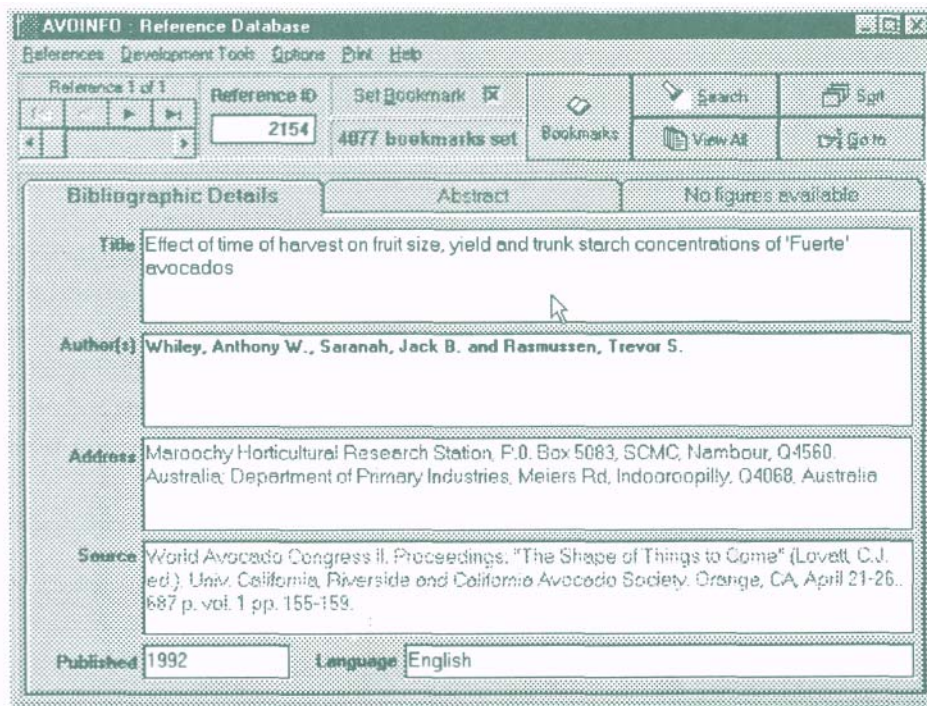 AVOINFO : Reference Database
References Development Tools Options Print Help
Reference 1 of 1
Reference ID
2154
Set Bookmark
4077 bookmarks set
Bookmarks
Search
Sort
View All
Go to
Bibliographic Details
Abstract
No figures available
Title
Effect of time of harvest on fruit size, yield and trunk starch concentrations of 'Fuerte'
avocados
Author(s)
Whiley, Anthony W., Saranah, Jack B. and Rasmussen, Trevor S.
Address
Maroochy Horticultural Research Station, P.O. Box 5083, SCMC, Nambour, Q4560.
Australia; Department of Primary Industries, Meiers Rd, Indooroopilly, Q4068, Australia
Source
World Avocado Congress II. Proceedings: "The Shape of Things to Come" (Lovatt, C.J.
ed.). Univ. California, Riverside and California Avocado Society. Orange, CA, April 21-26..
687 p. vol. 1 pp. 155-159.
Published
1992
Language
English